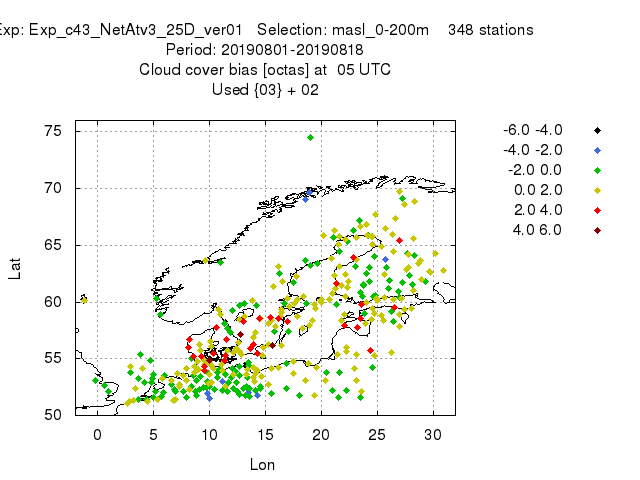 Exp: Exp_c43_NetAtv3_25D_ver01 Selection: masl_0-200m 348 stations
Period: 20190801-20190818
Cloud cover bias [octas] at 05 UTC
Used {03} + 02
-6.0 -4.0
-4.0 -2.0
-2.0 0.0
0.0 2.0
2.0 4.0
4.0 6.0
75
70
65
60
55
50
Lat
0 5 10 15 20 25 30
Lon